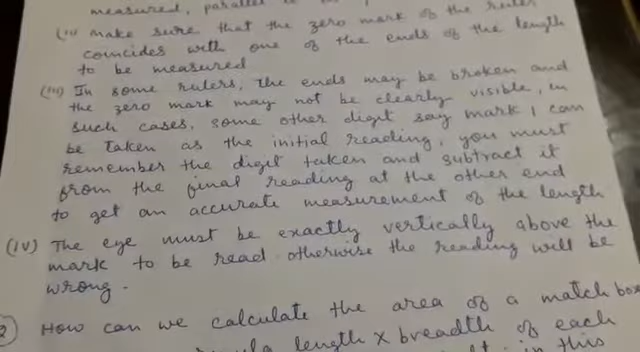 measured, parallel
(ii) make sure that the zero mark of the ruler
coincides with one of the ends of the length
to be measured
(iii) In some rulers, the ends may be broken and
the zero mark may not be clearly visible, in
such cases, some other digit say mark 1 can
be taken as the initial reading, you must
remember the digit taken and subtract it
from the final reading at the other end
to get an accurate measurement of the length
(iv) The eye must be exactly vertically above the
mark to be read otherwise the reading will be
wrong.
2 How can we calculate the area of a match box
length x breadth of each
in this